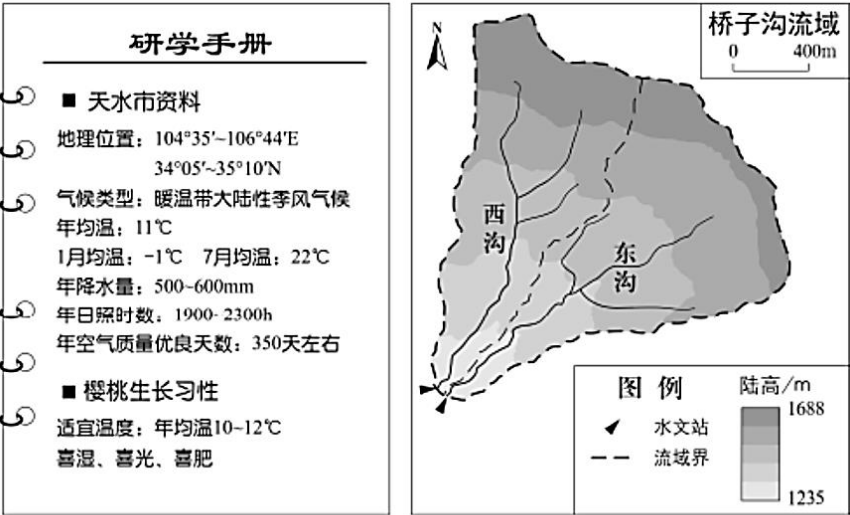 研学手册
■ 天水市资料
地理位置：104°35′~106°44′E
34°05′~35°10′N
气候类型：暖温带大陆性季风气候
年均温：11℃
1月均温：-1℃ 7月均温：22℃
年降水量：500~600mm
年日照时数：1900- 2300h
年空气质量优良天数：350天左右
■ 樱桃生长习性
适宜温度：年均温10~12℃
喜湿、喜光、喜肥
N
桥子沟流域
0 400m
西沟
东沟
图 例
水文站
流域界
陆高/m
1688
1235